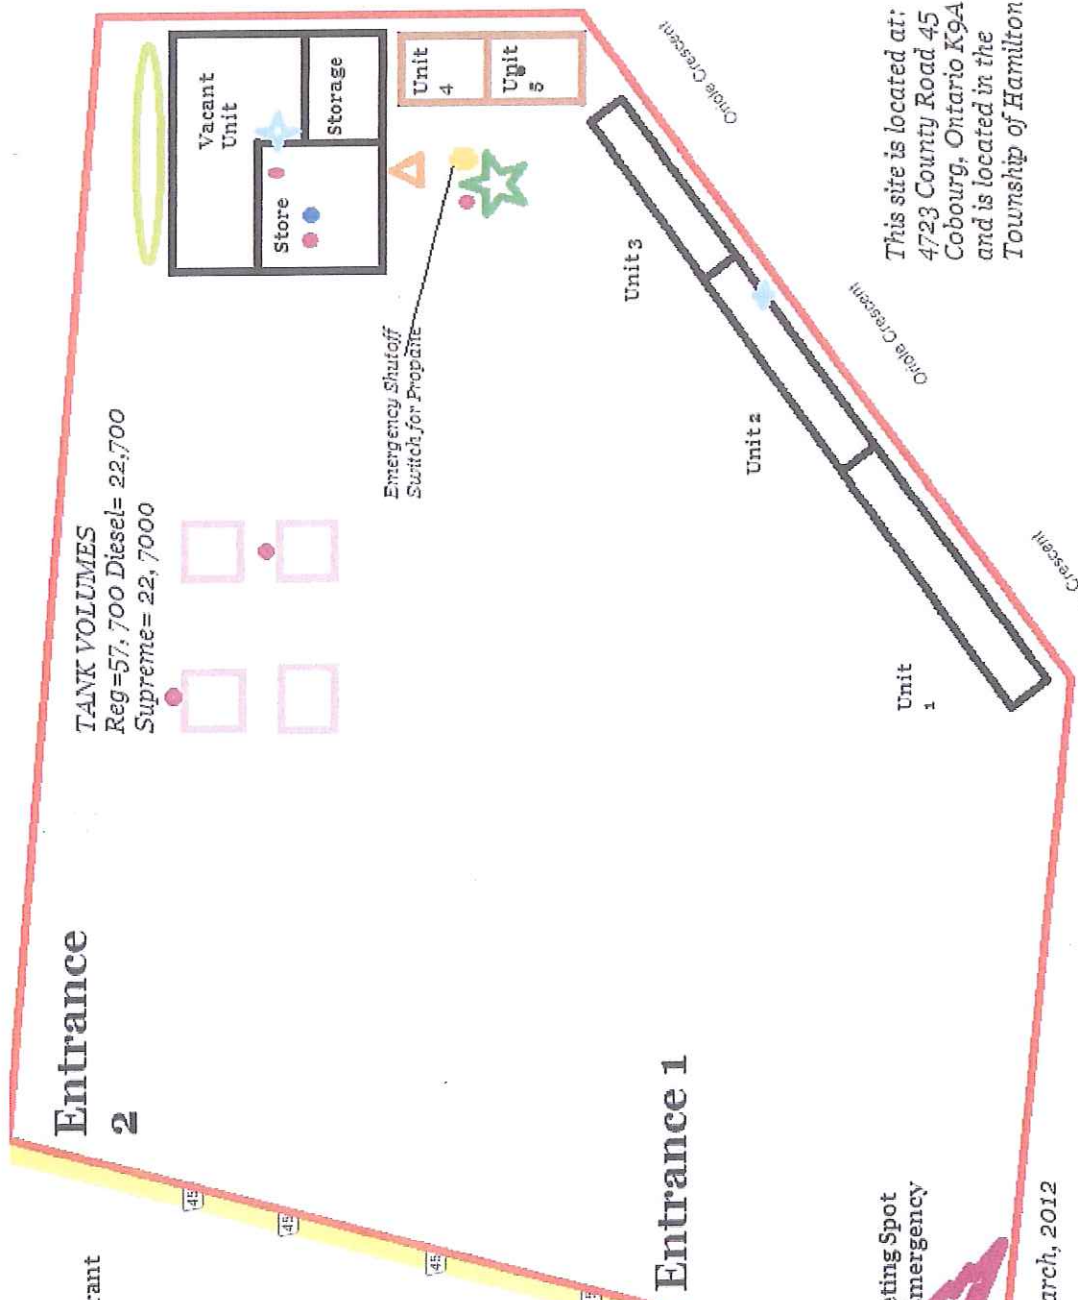 TANK VOLUMES
Reg=57, 700 Diesel= 22,700
Supreme= 22, 7000
Vacant
Unit
Store
Storage
Unit
4
Unit
5
Emergency Shutoff
Switch for Propane
Unit 3
Unit 2
Unit
1
Oriole Crescent
Oriole Crescent
Crescent
This site is located at:
4723 County Road 45
Cobourg, Ontario K9A
and is located in the
Township of Hamilton
Entrance
2
Entrance 1
45
45
45
45
rant
eting Spot
mergency
arch, 2012